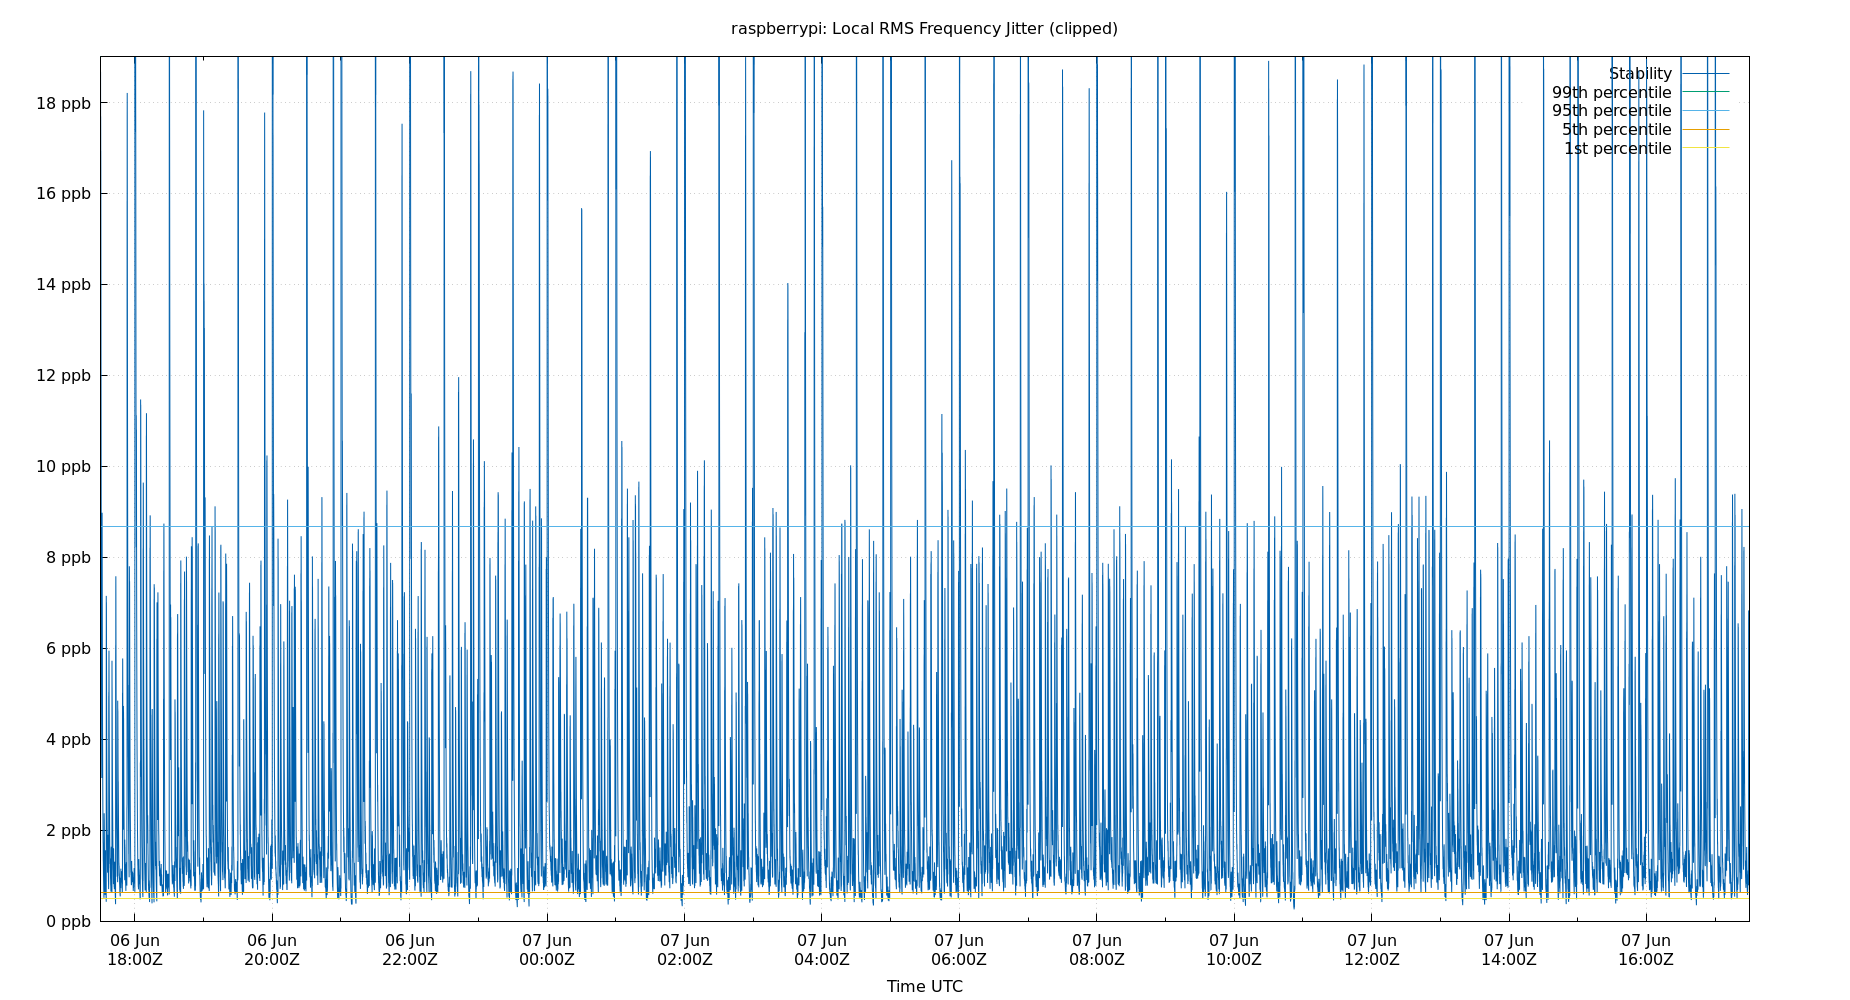 raspberrypi: Local RMS Frequency Jitter (clipped)
Stability
99th percentile
95th percentile
5th percentile
1st percentile
18 ppb
16 ppb
14 ppb
12 ppb
10 ppb
8 ppb
6 ppb
4 ppb
2 ppb
0 ppb
06 Jun 06 Jun 06 Jun 07 Jun 07 Jun 07 Jun 07 Jun 07 Jun 07 Jun 07 Jun 07 Jun 07 Jun
18:00Z 20:00Z 22:00Z 00:00Z 02:00Z 04:00Z 06:00Z 08:00Z 10:00Z 12:00Z 14:00Z 16:00Z
Time UTC